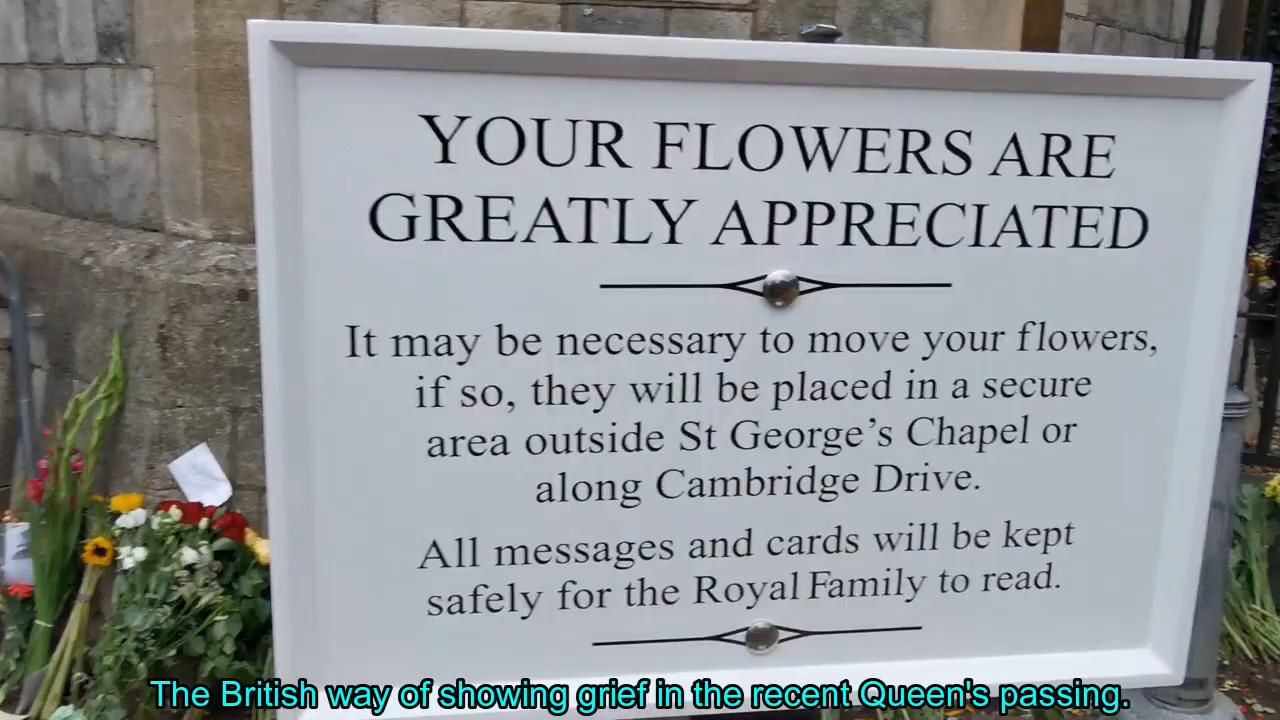 YOUR FLOWERS ARE
GREATLY APPRECIATED
It may be necessary to move your flowers,
if so, they will be placed in a secure
area outside St George's Chapel or
along Cambridge Drive.
All messages and cards will be kept
safely for the Royal Family to read.
The British way of showing grief in the recent Queen's passing.